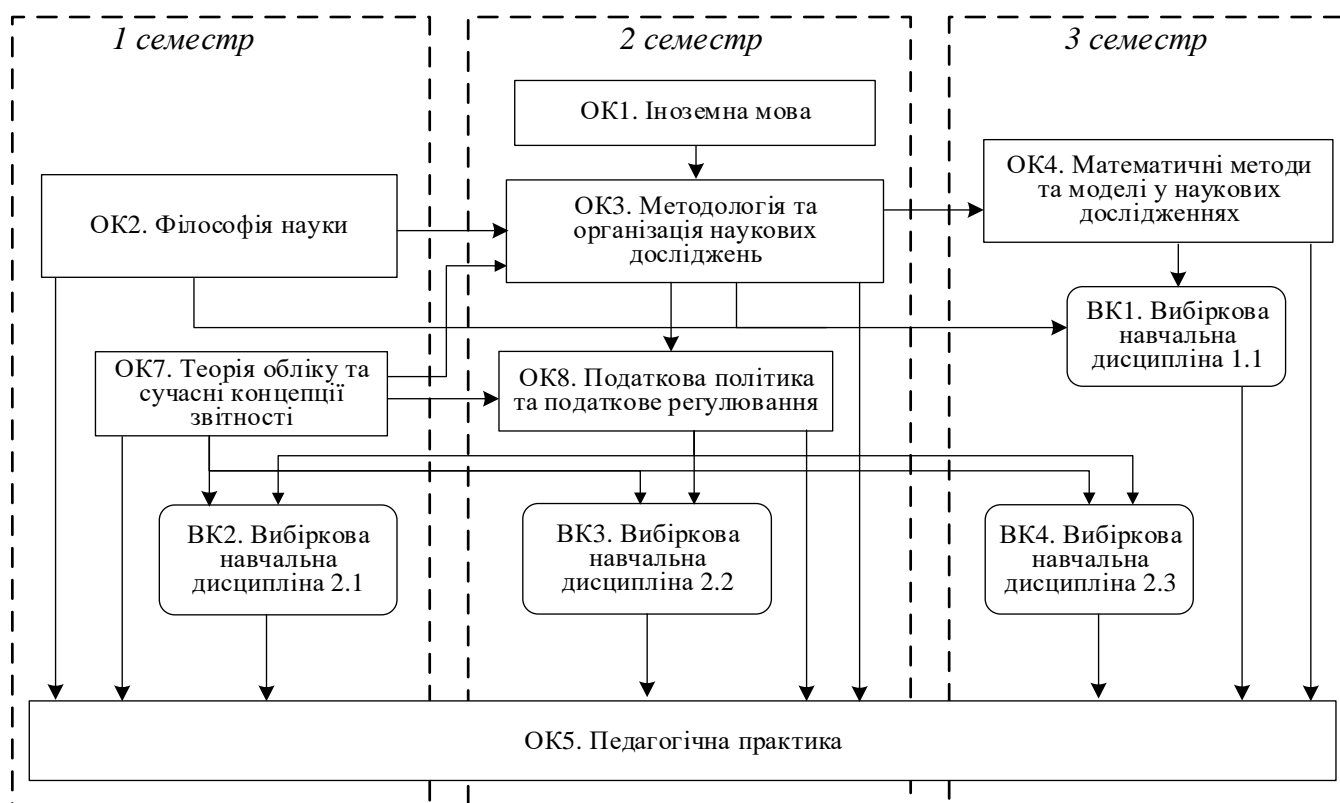 1 семестр
2 семестр
3 семестр
ОК1. Іноземна мова
ОК2. Філософія науки
ОК3. Методологія та
організація наукових
досліджень
ОК4. Математичні методи
та моделі у наукових
дослідженнях
ВК1. Вибіркова
навчальна
дисципліна 1.1
ОК7. Теорія обліку та
сучасні концепції
звітності
ОК8. Податкова політика
та податкове регулювання
ВК2. Вибіркова
навчальна
дисципліна 2.1
ВК3. Вибіркова
навчальна
дисципліна 2.2
ВК4. Вибіркова
навчальна
дисципліна 2.3
ОК5. Педагогічна практика